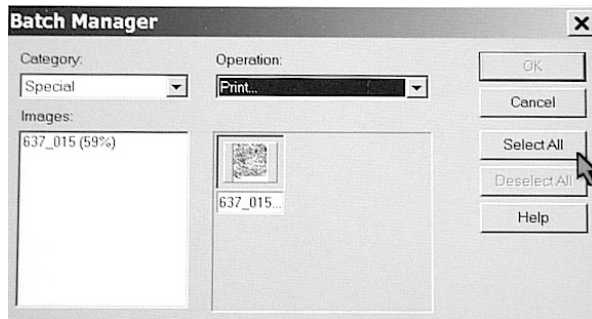 Batch Manager
Category:
Special
Operation:
Print...
Images:
637_015 (59%)
637_015...
OK
Cancel
Select All
Deselect All
Help